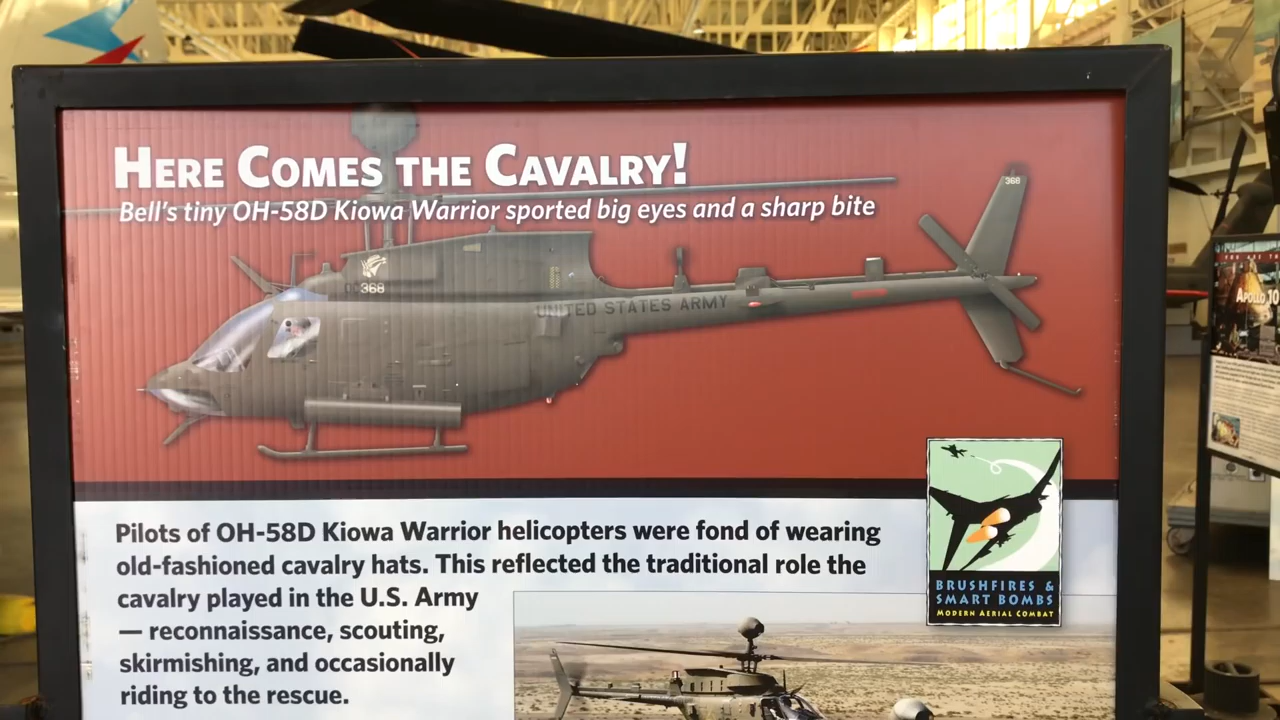 HERE COMES THE CAVALRY!
Bell's tiny OH-58D Kiowa Warrior sported big eyes and a sharp bite
368
368
UNITED STATES ARMY
Pilots of OH-58D Kiowa Warrior helicopters were fond of wearing
old-fashioned cavalry hats. This reflected the traditional role the
cavalry played in the U.S. Army
— reconnaissance, scouting,
skirmishing, and occasionally
riding to the rescue.
BRUSHFIRES &
SMART BOMBS
MODERN AERIAL COMBAT
APOLLO 10